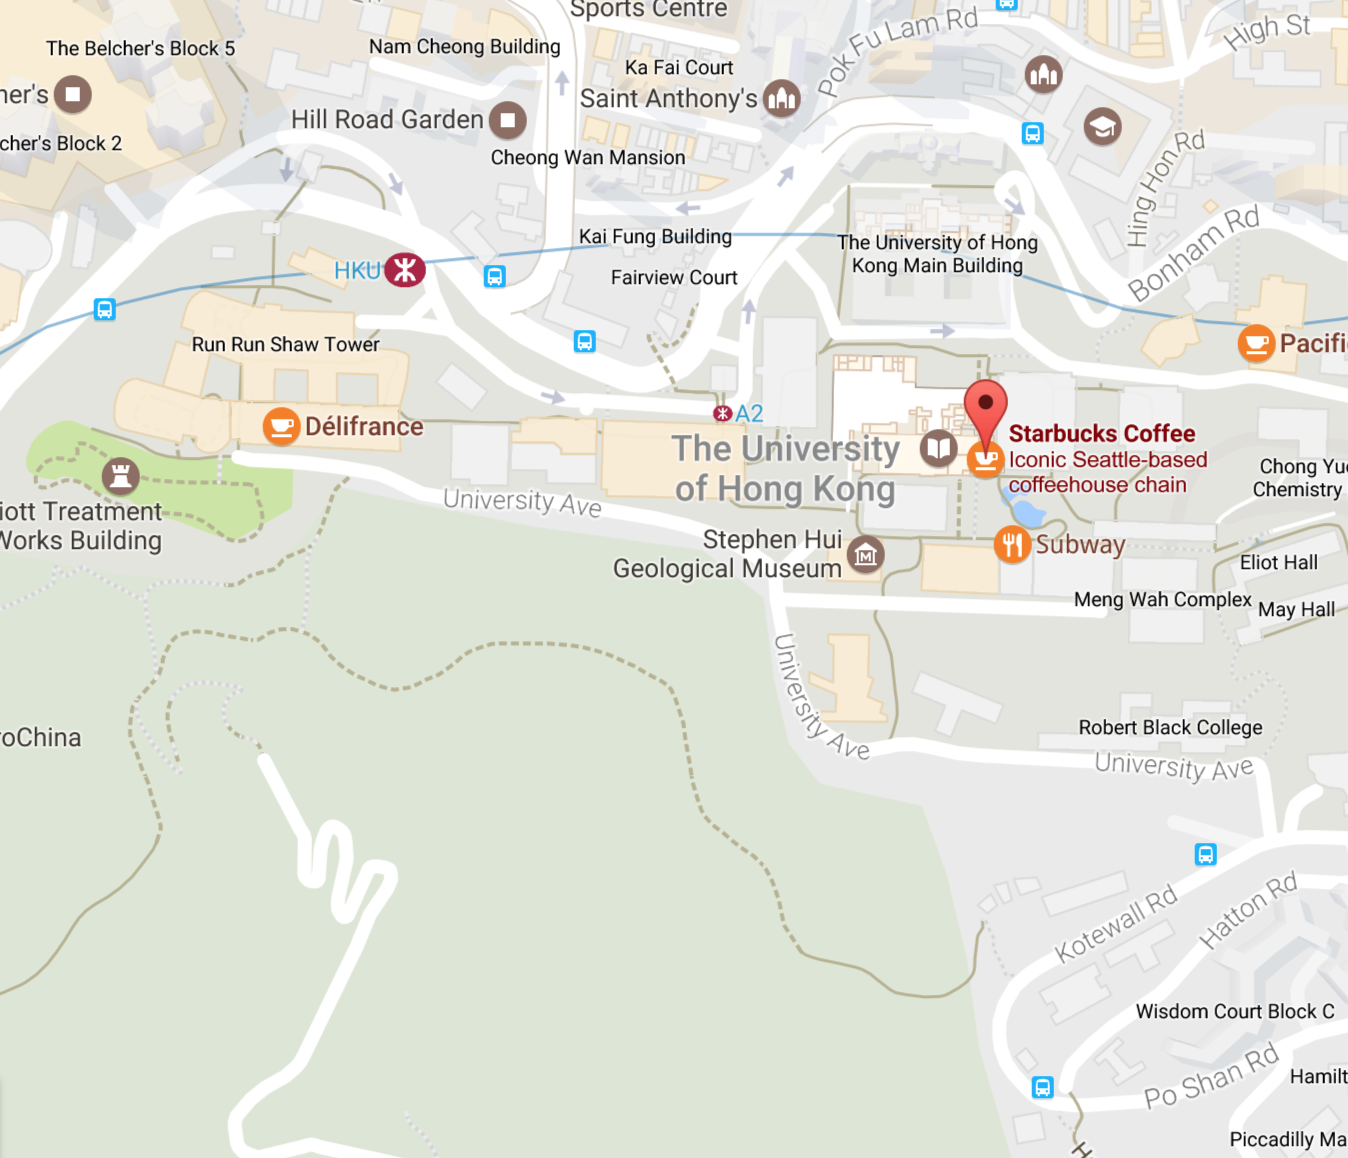 Sports Centre
Pok Fu Lam Rd
High St
The Belcher's Block 5
Nam Cheong Building
Ka Fai Court
Saint Anthony's
her's
Hill Road Garden
cher's Block 2
Cheong Wan Mansion
Hing Hon Rd
Bonham Rd
Kai Fung Building
The University of Hong
Kong Main Building
HKU
Fairview Court
Run Run Shaw Tower
Pacifi
A2
Délifrance
Starbucks Coffee
Iconic Seattle-based
coffeehouse chain
The University
of Hong Kong
Chong Yue
Chemistry
University Ave
iott Treatment
Works Building
Stephen Hui
Geological Museum
Subway
Eliot Hall
Meng Wah Complex
May Hall
University Ave
roChina
Robert Black College
University Ave
Kotewall Rd
Hatton Rd
Wisdom Court Block C
Po Shan Rd
Hamilt
Piccadilly Ma
H